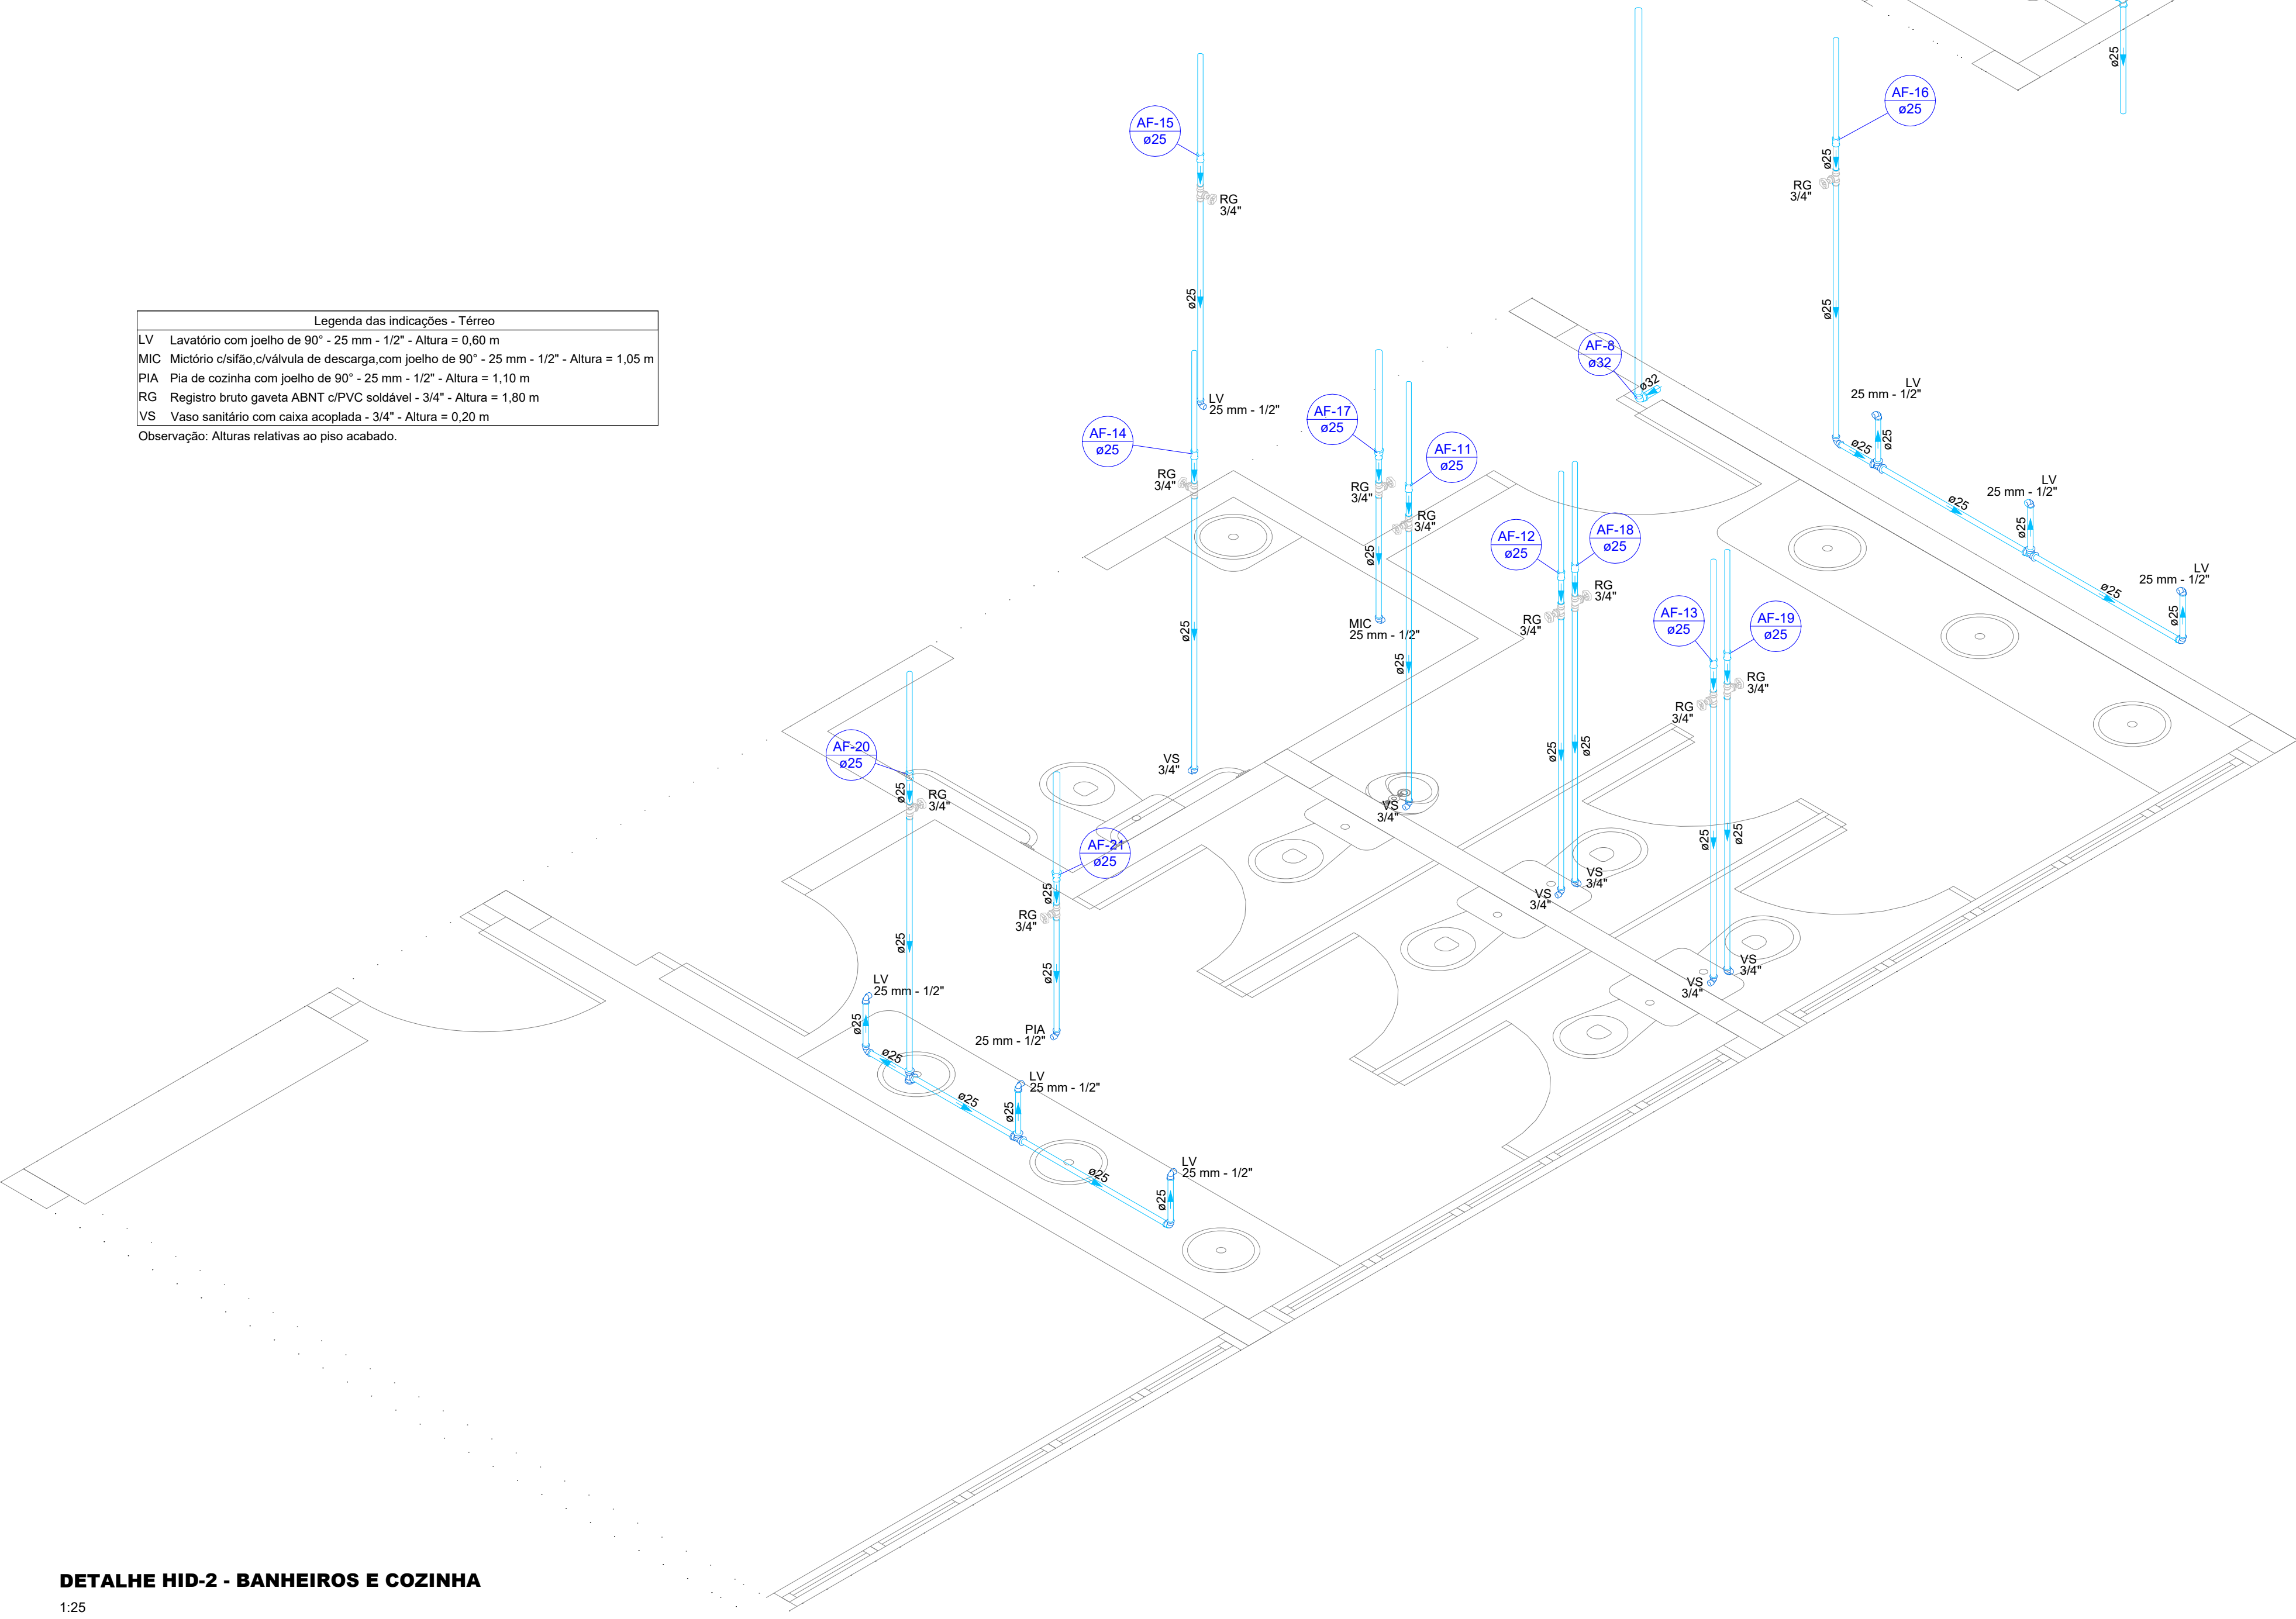 ø25
AF-16
ø25
AF-15
ø25
ø25
RG
3/4"
RG
3/4"
ø25
ø25
Legenda das indicações - Térreo
LV Lavatório com joelho de 90° - 25 mm - 1/2" - Altura = 0,60 m
MIC Mictório c/sifão,c/válvula de descarga,com joelho de 90° - 25 mm - 1/2" - Altura = 1,05 m
PIA Pia de cozinha com joelho de 90° - 25 mm - 1/2" - Altura = 1,10 m
RG Registro bruto gaveta ABNT c/PVC soldável - 3/4" - Altura = 1,80 m
VS Vaso sanitário com caixa acoplada - 3/4" - Altura = 0,20 m
Observação: Alturas relativas ao piso acabado.
AF-8
ø32
ø32
LV
25 mm - 1/2"
LV
25 mm - 1/2"
AF-17
ø25
AF-14
ø25
AF-11
ø25
ø25
ø25
RG
3/4"
RG
3/4"
RG
3/4"
LV
25 mm - 1/2"
ø25
ø25
AF-12
ø25
AF-18
ø25
ø25
LV
25 mm - 1/2"
ø25
ø25
RG
3/4"
RG
3/4"
MIC
25 mm - 1/2"
ø25
ø25
AF-13
ø25
AF-19
ø25
RG
3/4"
RG
3/4"
AF-20
ø25
VS
3/4"
ø25
ø25
ø25
RG
3/4"
VS
3/4"
ø25
ø25
AF-21
ø25
ø25
VS
3/4"
VS
3/4"
RG
3/4"
ø25
ø25
VS
3/4"
VS
3/4"
LV
25 mm - 1/2"
ø25
PIA
25 mm - 1/2"
ø25
LV
25 mm - 1/2"
ø25
ø25
LV
25 mm - 1/2"
ø25
ø25
DETALHE HID-2 - BANHEIROS E COZINHA
1:25